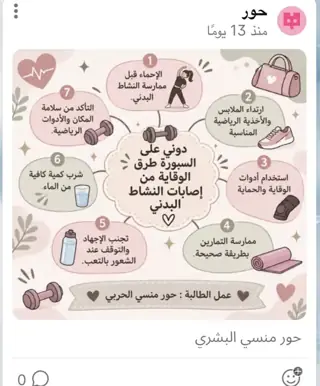 حور
منذ 13 يومًا
1
الإحماء قبل
ممارسة النشاط
البدني.
2
ارتداء الملابس
والأحذية الرياضية
المناسبة
3
استخدام أدوات
الوقاية والحماية
4
ممارسة التمارين
بطريقة صحيحة.
5
تجنب الإجهاد
والتوقف عند
الشعور بالتعب.
6
شرب كمية كافية
من الماء
7
التأكد من سلامة
المكان والأدوات
الرياضية.
دوني على
السبورة طرق
الوقاية من
إصابات النشاط
البدني
عمل الطالبة : حور منسي الحربي
حور منسي البشري
0